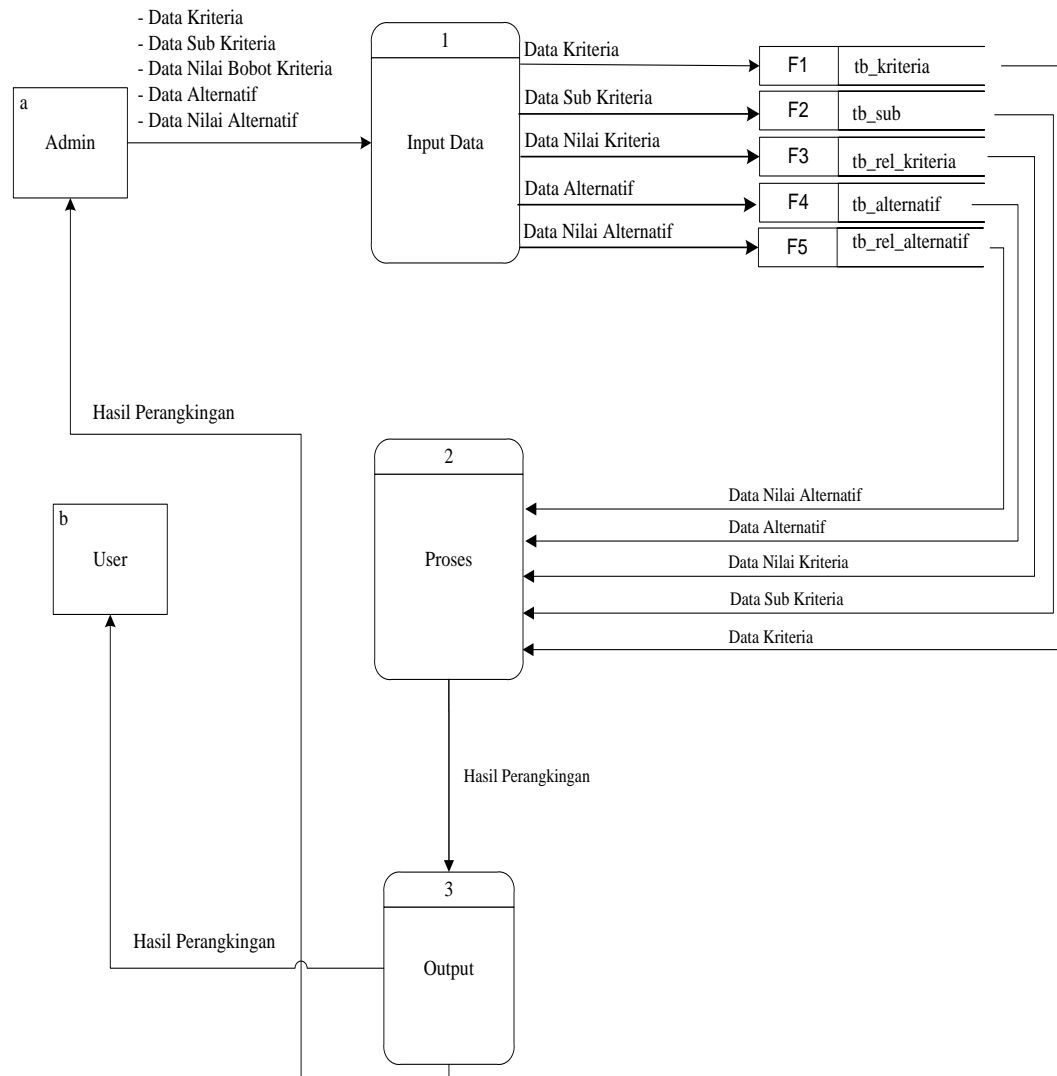 - Data Kriteria
- Data Sub Kriteria
- Data Nilai Bobot Kriteria
- Data Alternatif
- Data Nilai Alternatif
a
Admin
1
Input Data
Data Kriteria
F1 tb_kriteria
Data Sub Kriteria
F2 tb_sub
Data Nilai Kriteria
F3 tb_rel_kriteria
Data Alternatif
F4 tb_alternatif
Data Nilai Alternatif
F5 tb_rel_alternatif
Hasil Perangkingan
2
Proses
Data Nilai Alternatif
Data Alternatif
Data Nilai Kriteria
Data Sub Kriteria
Data Kriteria
b
User
Hasil Perangkingan
3
Output
Hasil Perangkingan